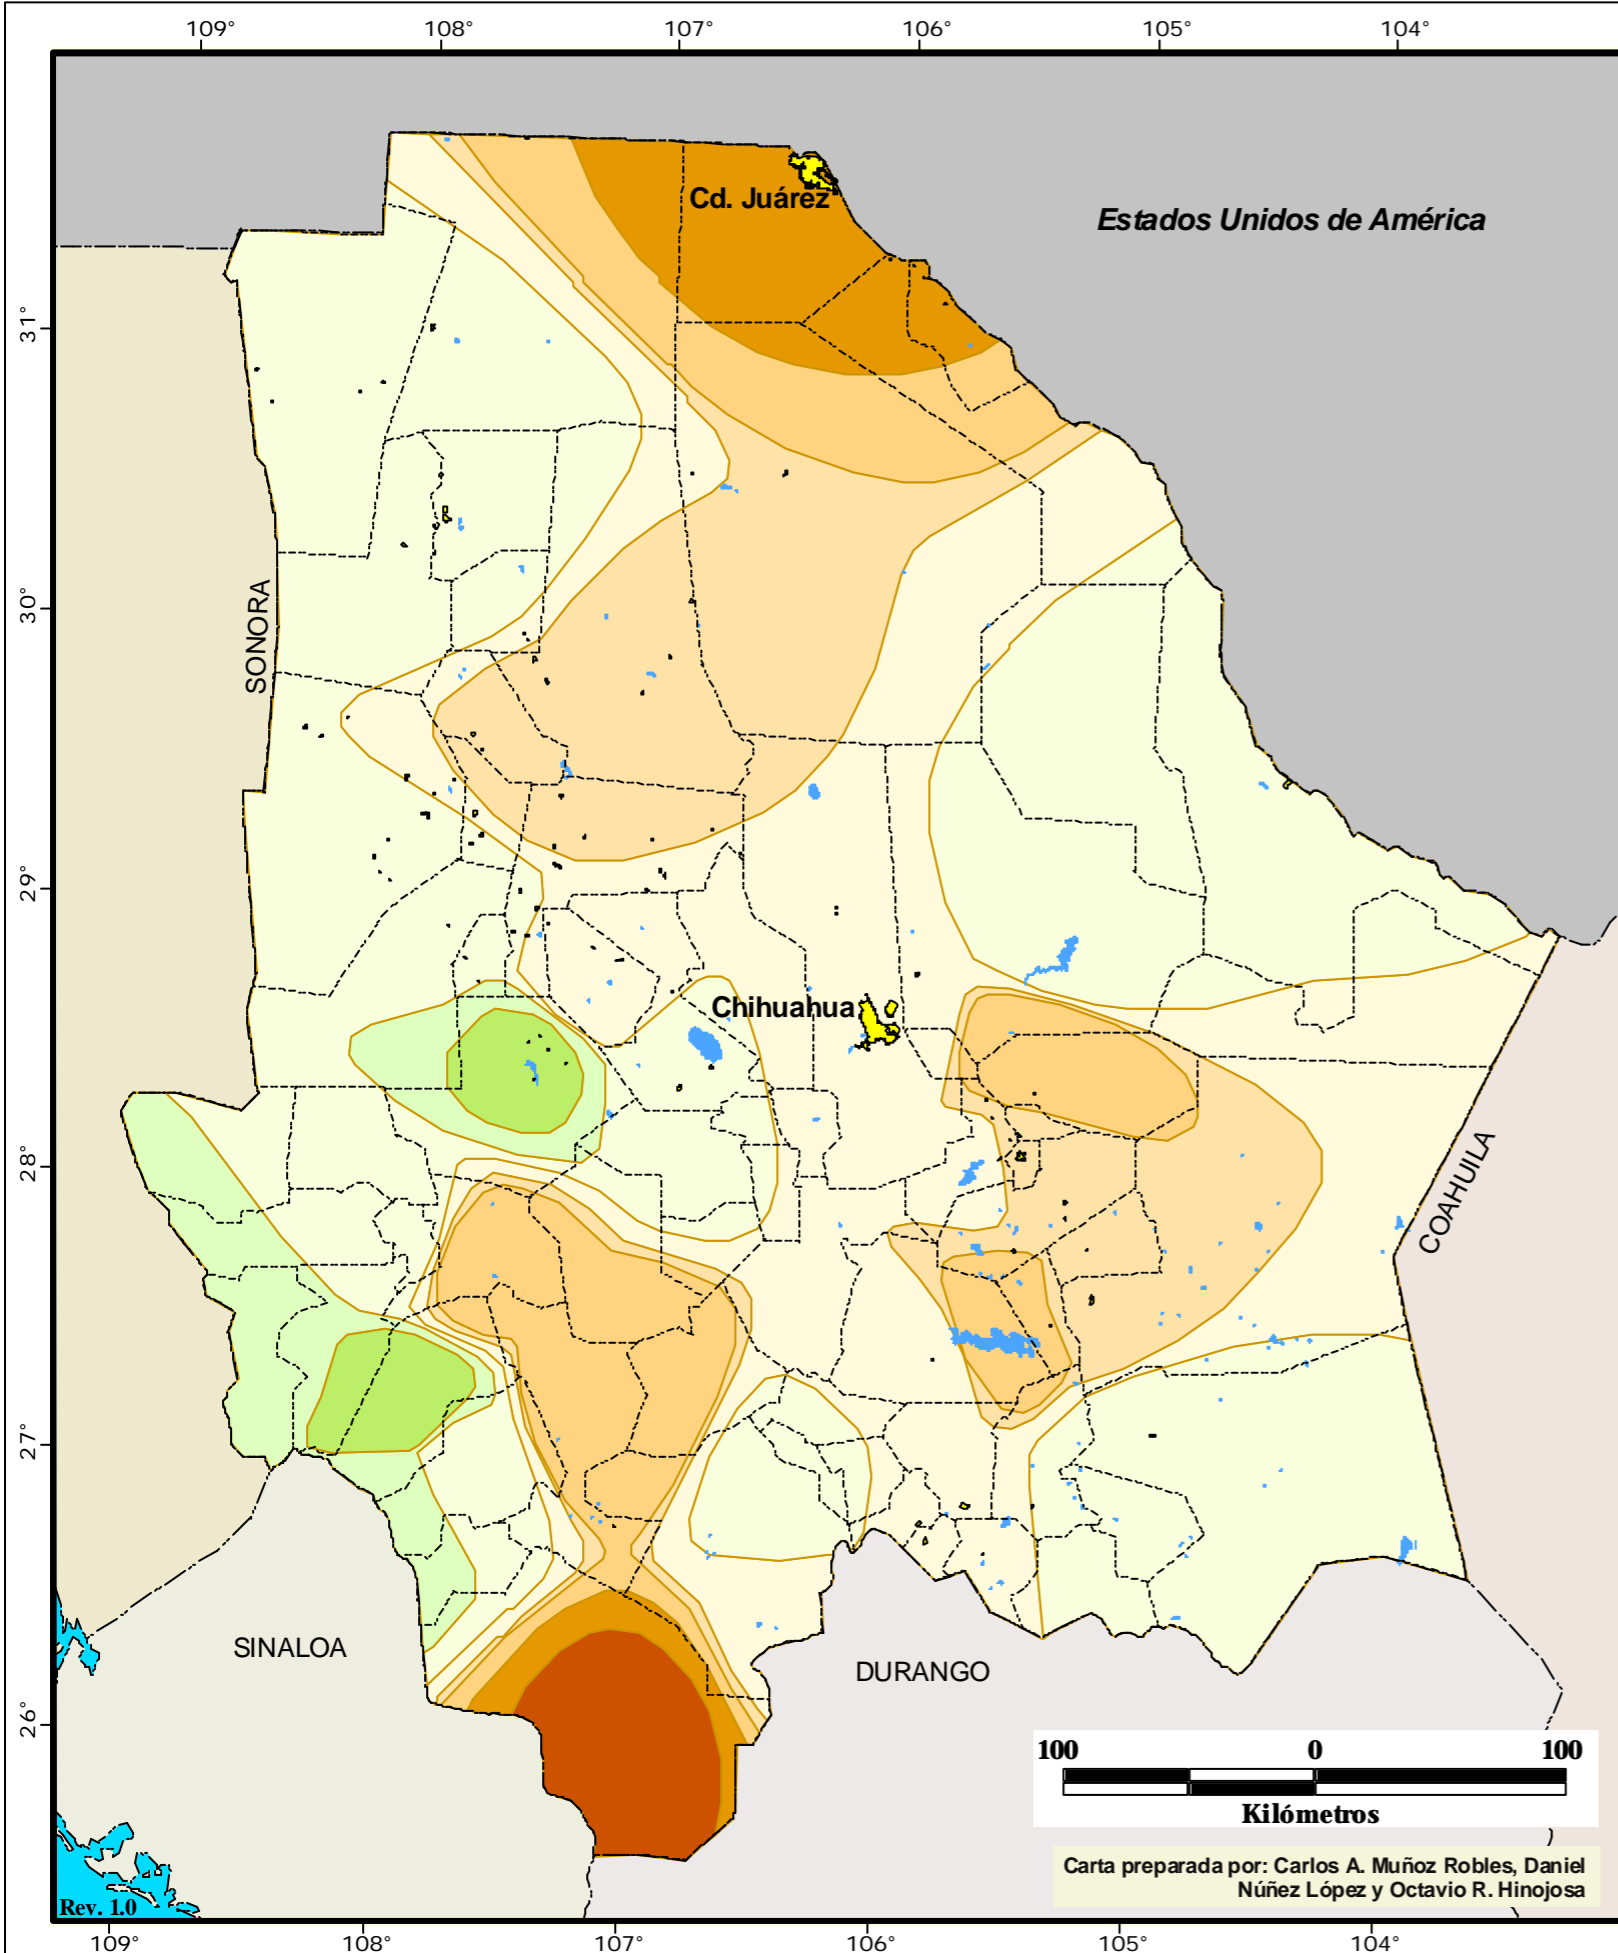 109° 108° 107° 106° 105° 104°
Cd. Juárez
Estados Unidos de América
31°
30°
SONORA
29°
Chihuahua
28°
COAHUILA
27°
SINALOA
DURANGO
26°
100 0 100
Kilómetros
Carta preparada por: Carlos A. Muñoz Robles, Daniel
Núñez López y Octavio R. Hinojosa
Rev. 1.0
109° 108° 107° 106° 105° 104°